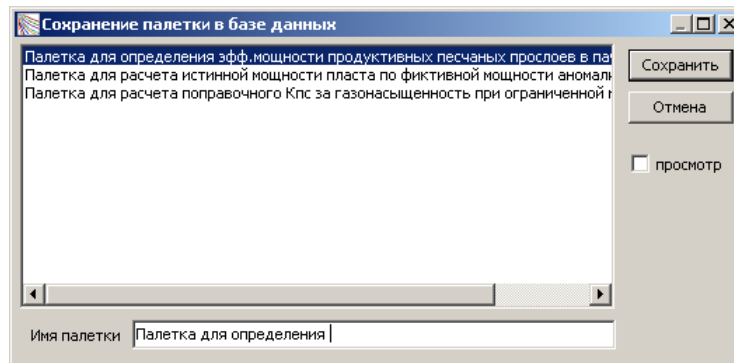 Сохранение палетки в базе данных
Палетка для определения эфф.мощности продуктивных песчаных прослоев в
Палетка для расчета истинной мощности пласта по фиктивной мощности
Палетка для расчета поправочного Кпс за газонасыщенность при ограниченной
Сохранить
Отмена
просмотр
Имя палетки Палетка для определения